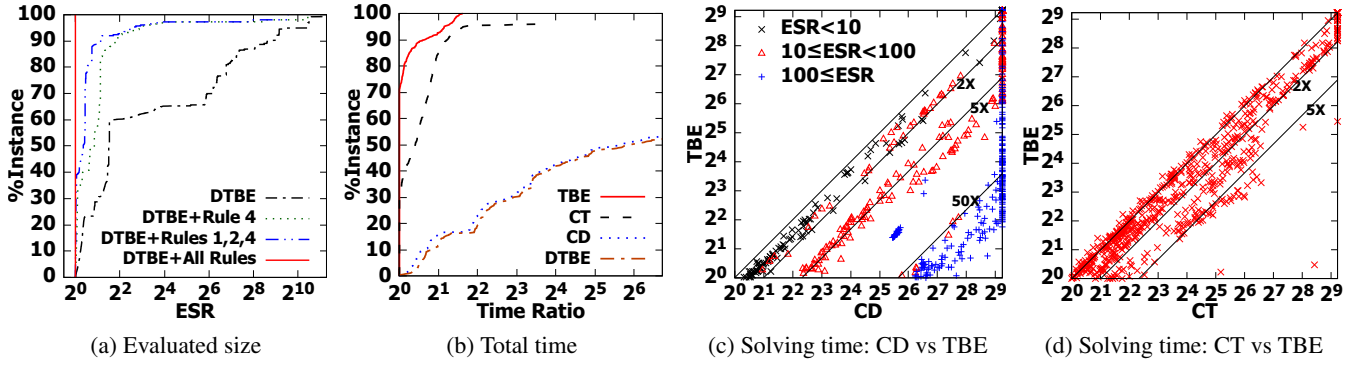 100
90
80
70
60
50
40
30
20
10
0
%Instance
DTBE
DTBE+Rule 4
DTBE+Rules 1,2,4
DTBE+All Rules
2^0 2^2 2^4 2^6 2^8 2^10
ESR
(a) Evaluated size
100
90
80
70
60
50
40
30
20
10
0
%Instance
TBE
CT
CD
DTBE
2^0 2^1 2^2 2^3 2^4 2^5 2^6
Time Ratio
(b) Total time
2^9
2^8
2^7
2^6
2^5
2^4
2^3
2^2
2^1
2^0
TBE
ESR<10
10≤ESR<100
100≤ESR
2X
5X
50X
2^0 2^1 2^2 2^3 2^4 2^5 2^6 2^7 2^8 2^9
CD
(c) Solving time: CD vs TBE
2^9
2^8
2^7
2^6
2^5
2^4
2^3
2^2
2^1
2^0
TBE
2X
5X
2^0 2^1 2^2 2^3 2^4 2^5 2^6 2^7 2^8 2^9
CT
(d) Solving time: CT vs TBE